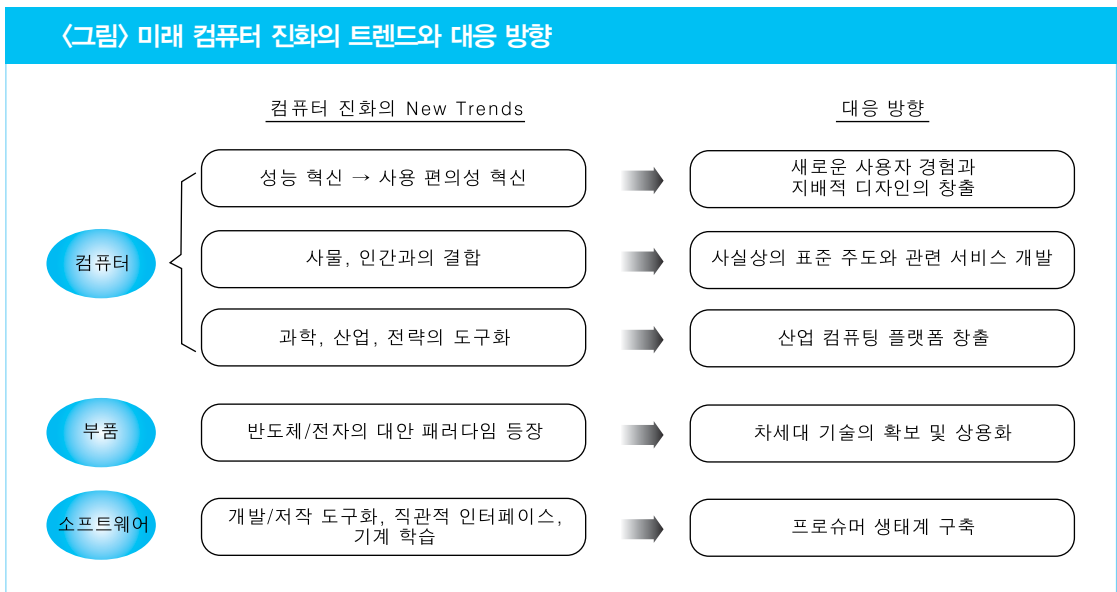 <그림> 미래 컴퓨터 진화의 트렌드와 대응 방향
컴퓨터 진화의 New Trends
대응 방향
컴퓨터
성능 혁신 → 사용 편의성 혁신
새로운 사용자 경험과
지배적 디자인의 창출
사물, 인간과의 결합
사실상의 표준 주도와 관련 서비스 개발
과학, 산업, 전략의 도구화
산업 컴퓨팅 플랫폼 창출
부품
반도체/전자의 대안 패러다임 등장
차세대 기술의 확보 및 상용화
소프트웨어
개발/저작 도구화, 직관적 인터페이스,
기계 학습
프로슈머 생태계 구축